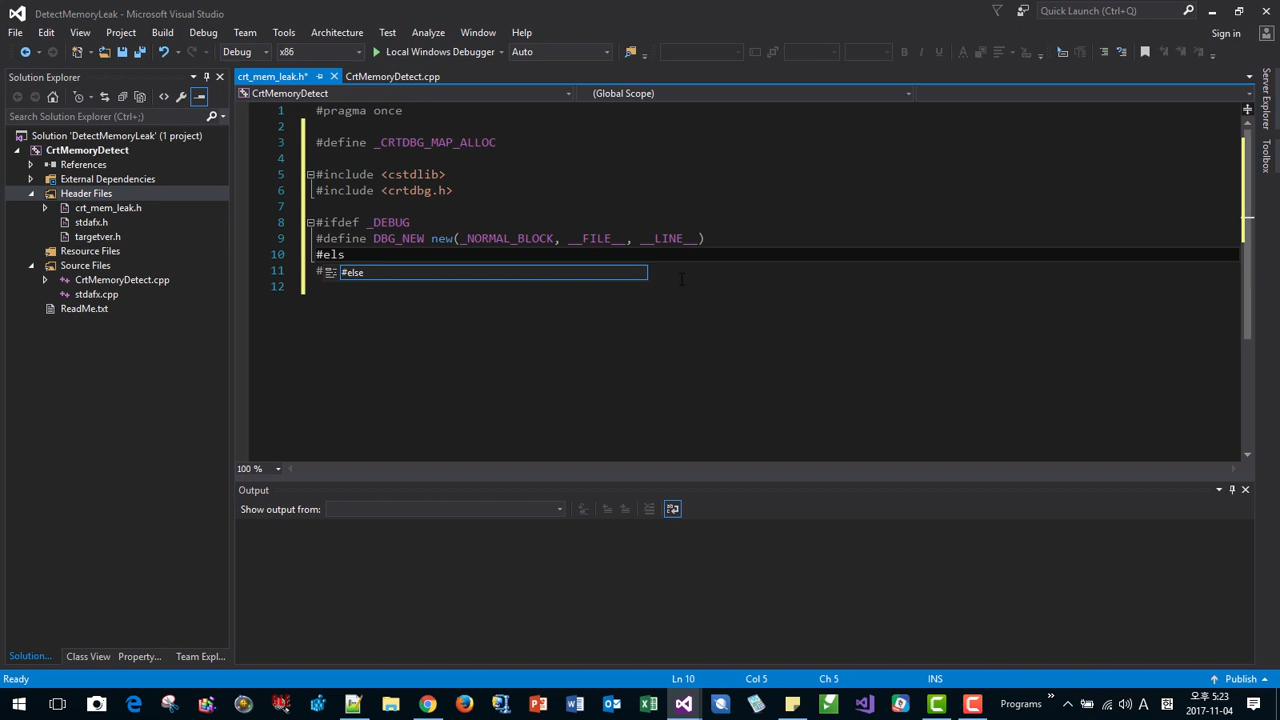 DetectMemoryLeak - Microsoft Visual Studio
Quick Launch (Ctrl+Q)
File Edit View Project Build Debug Team Tools Architecture Test Analyze Window Help
Sign in
Debug x86 Local Windows Debugger Auto
Solution Explorer
Search Solution Explorer (Ctrl+;)
Solution 'DetectMemoryLeak' (1 project)
CrtMemoryDetect
References
External Dependencies
Header Files
crt_mem_leak.h
stdafx.h
targetver.h
Resource Files
Source Files
CrtMemoryDetect.cpp
stdafx.cpp
ReadMe.txt
Solution... Class View Property... Team Expl...
crt_mem_leak.h* CrtMemoryDetect.cpp
CrtMemoryDetect (Global Scope)
1 #pragma once
2
3 #define _CRTDBG_MAP_ALLOC
4
5 #include <cstdlib>
6 #include <crtdbg.h>
7
8 #ifdef _DEBUG
9 #define DBG_NEW new(_NORMAL_BLOCK, __FILE__, __LINE__)
10 #els
11 # #else
12
100 %
Output
Show output from:
Server Explorer
Toolbox
Ready Ln 10 Col 5 Ch 5 INS Publish
Programs A 오후 5:23
2017-11-04